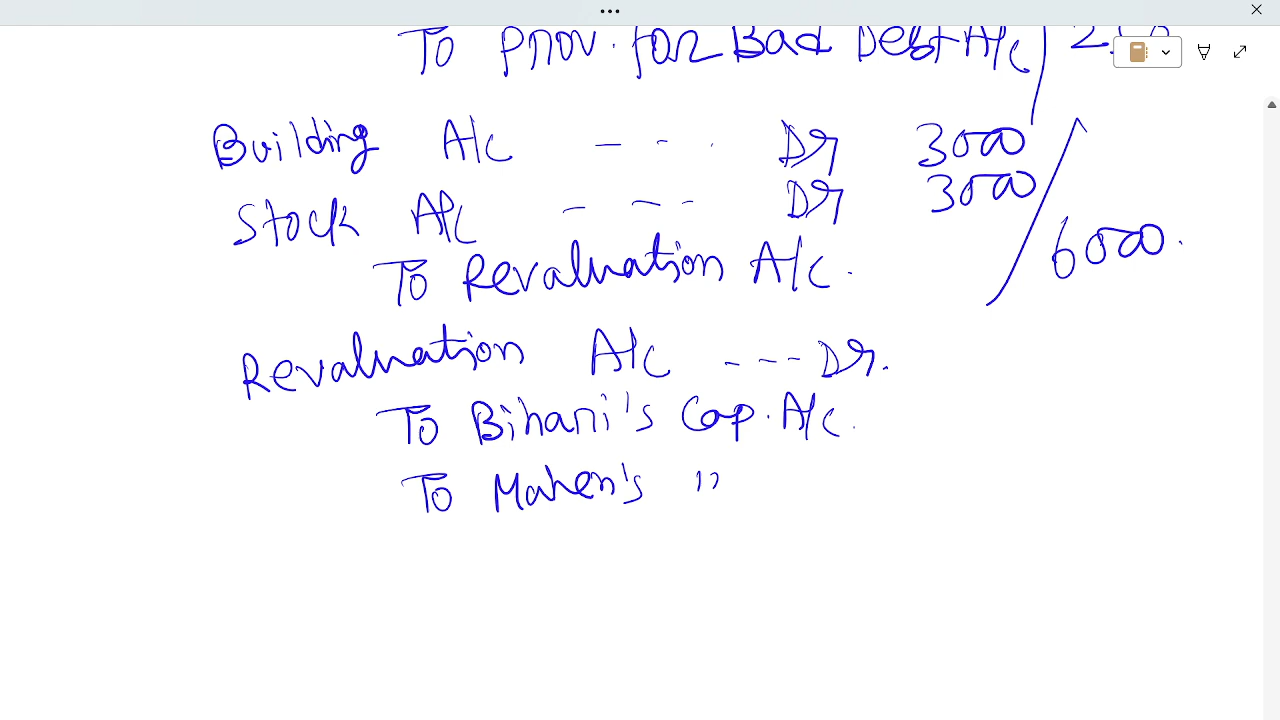 To Prov. for Bad Debt A/c
Building A/c --- Dr 3000
Stock A/c --- Dr 3000
To Revaluation A/c. 6000.
Revaluation A/c --- Dr.
To Bihari's Cap. A/c.
To Mahen's "